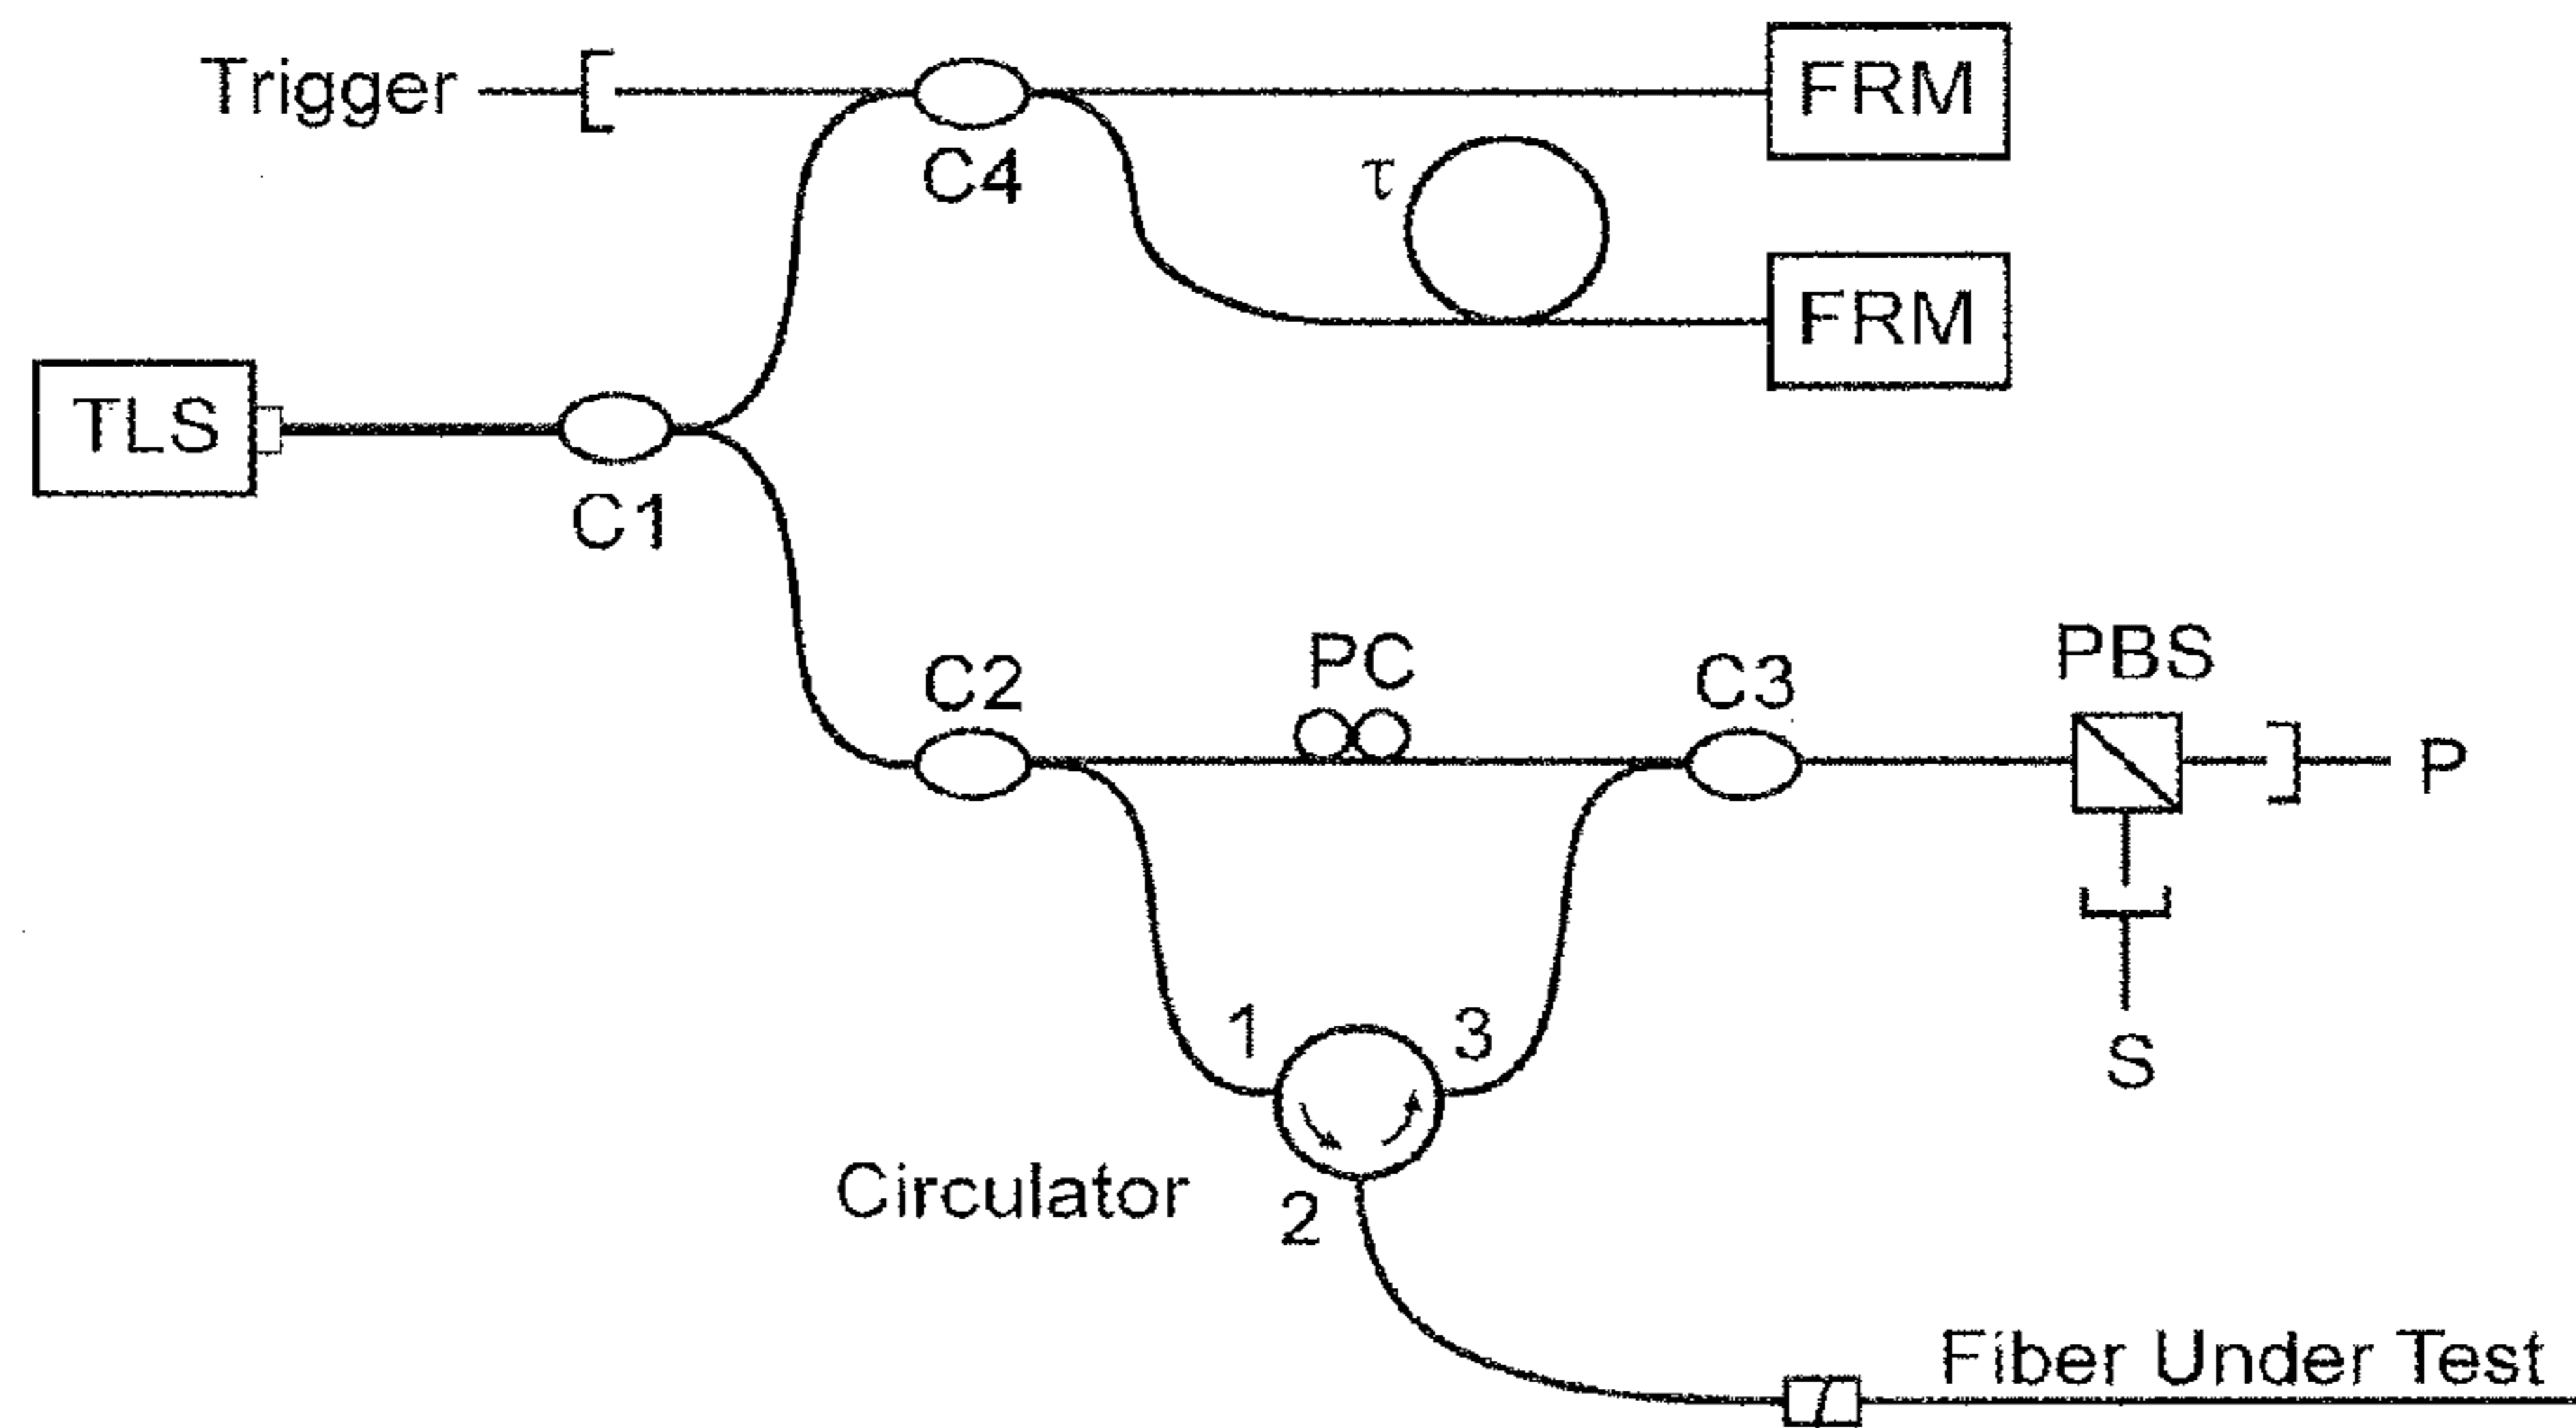 Trigger
FRM
C4
τ
FRM
TLS
C1
C2
PC
C3
PBS
P
S
1
3
Circulator
2
Fiber Under Test